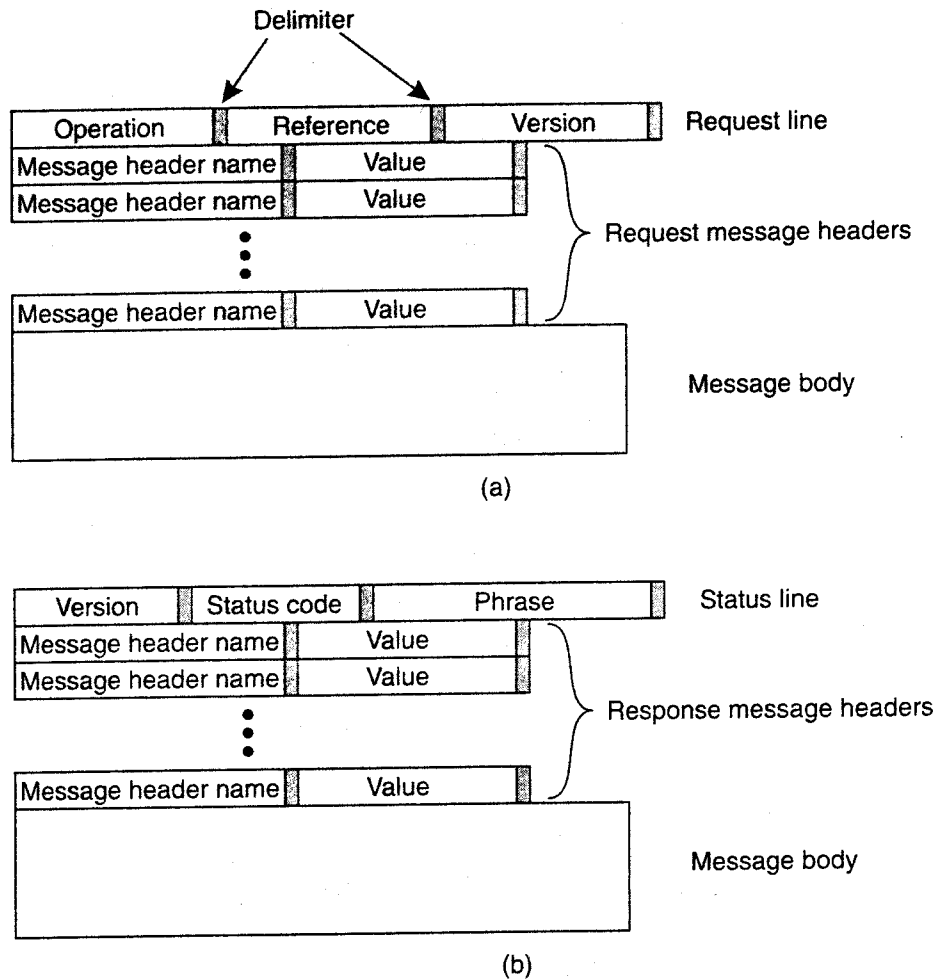 Delimiter
Operation Reference Version Request line
Message header name Value
Message header name Value
Request message headers
Message header name Value
Message body
(a)
Version Status code Phrase Status line
Message header name Value
Message header name Value
Response message headers
Message header name Value
Message body
(b)